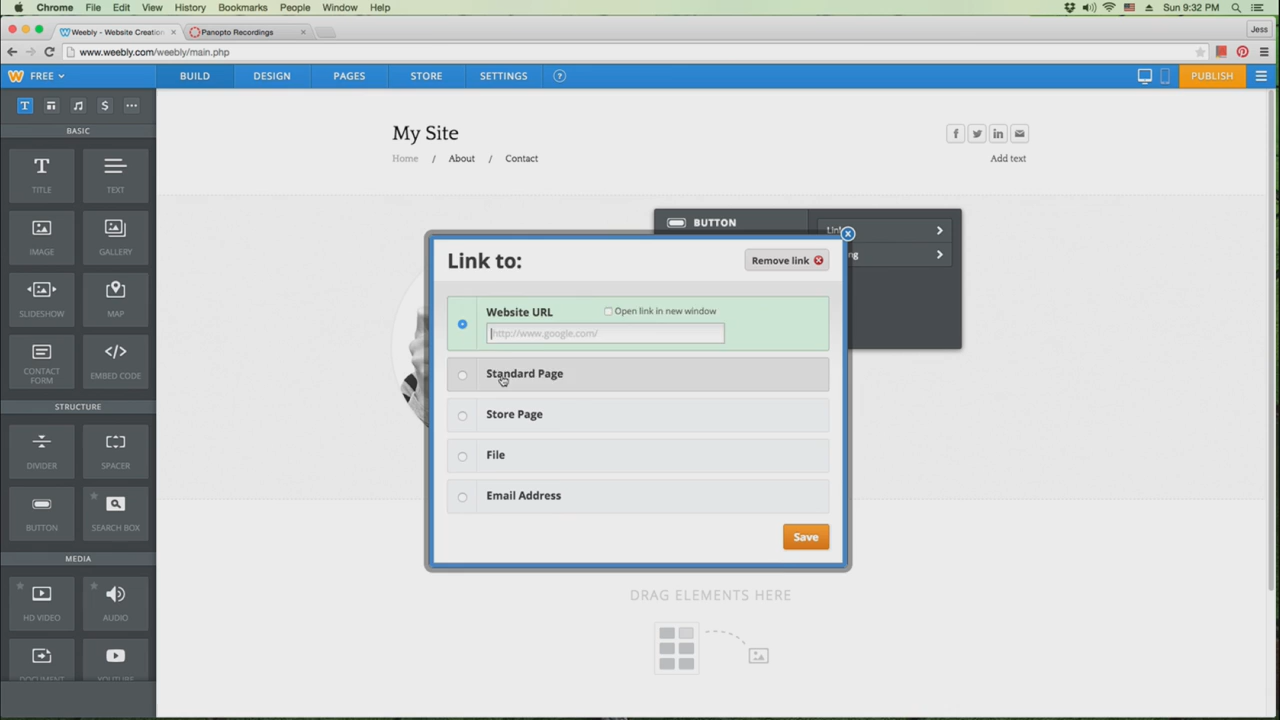 Chrome File Edit View History Bookmarks People Window Help Sun 9:32 PM
Weebly - Website Creation Panopto Recordings Jess
www.weebly.com/weebly/main.php
FREE BUILD DESIGN PAGES STORE SETTINGS ? PUBLISH
BASIC
TITLE TEXT
IMAGE GALLERY
SLIDESHOW MAP
CONTACT FORM EMBED CODE
STRUCTURE
DIVIDER SPACER
BUTTON SEARCH BOX
MEDIA
HD VIDEO AUDIO
DOCUMENT YOUTUBE
My Site
Home / About / Contact Add text
BUTTON
Link to:
Remove link
Website URL
Open link in new window
http://www.google.com/
Standard Page
Store Page
File
Email Address
Save
DRAG ELEMENTS HERE